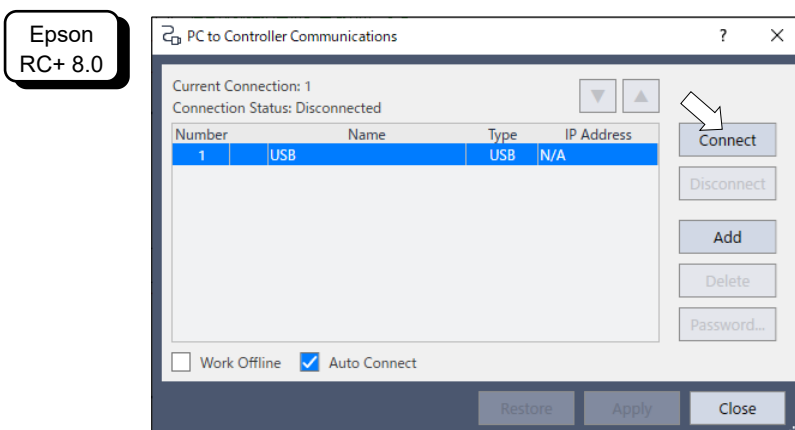 Epson
RC+ 8.0
PC to Controller Communications
?
Current Connection: 1
Connection Status: Disconnected
Number Name Type IP Address
1 USB USB N/A
Connect
Disconnect
Add
Delete
Password...
Work Offline Auto Connect
Restore Apply Close